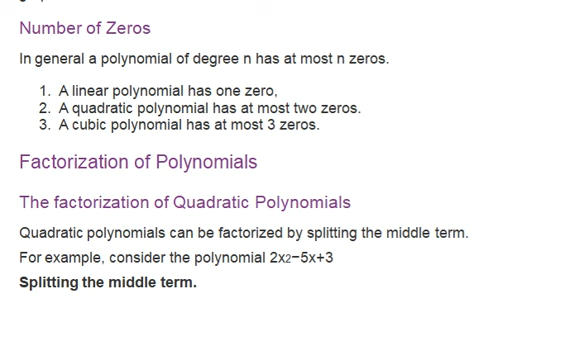 Number of Zeros
In general a polynomial of degree n has at most n zeros.
1. A linear polynomial has one zero,
2. A quadratic polynomial has at most two zeros.
3. A cubic polynomial has at most 3 zeros.
Factorization of Polynomials
The factorization of Quadratic Polynomials
Quadratic polynomials can be factorized by splitting the middle term.
For example, consider the polynomial 2x2−5x+3
Splitting the middle term.